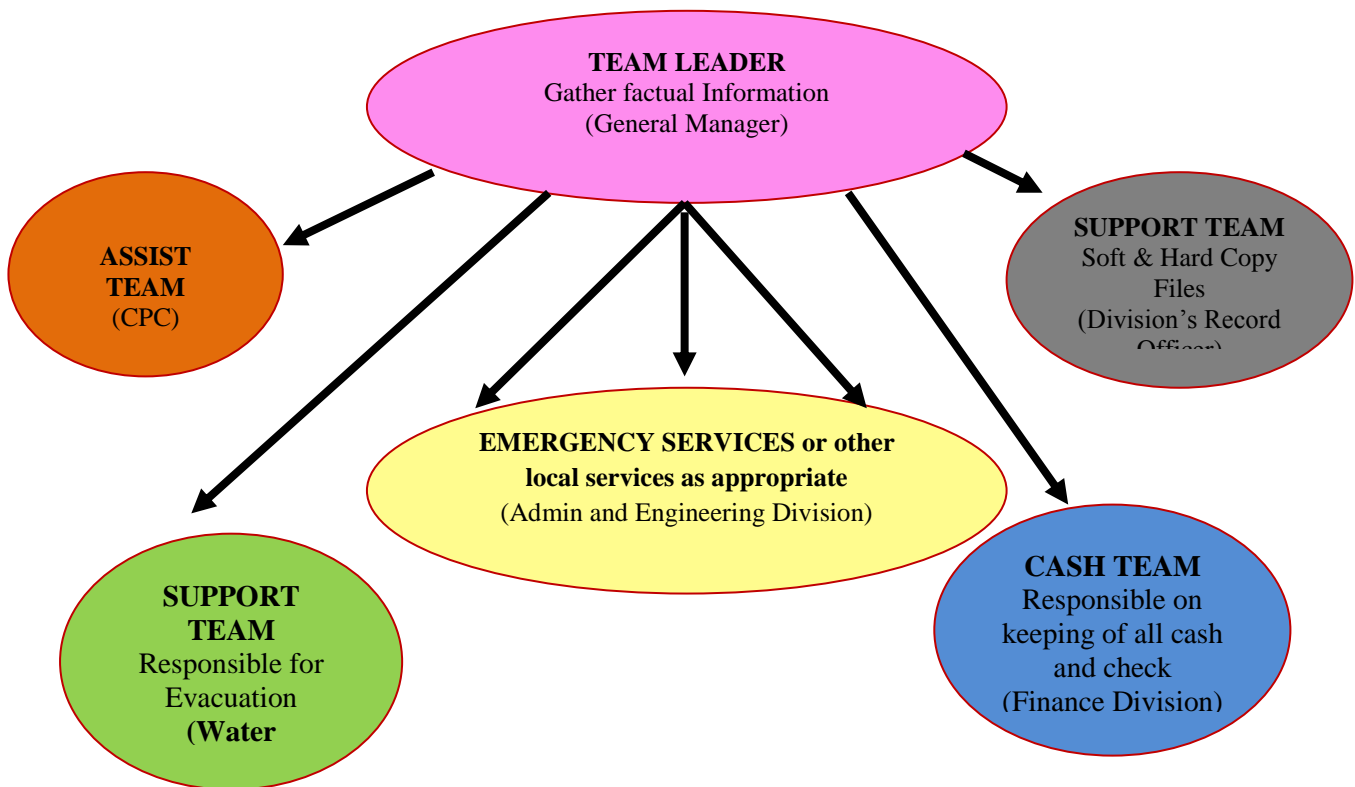 TEAM LEADER
Gather factual Information
(General Manager)
ASSIST
TEAM
(CPC)
SUPPORT TEAM
Soft & Hard Copy
Files
(Division’s Record
Officer)
EMERGENCY SERVICES or other
local services as appropriate
(Admin and Engineering Division)
SUPPORT
TEAM
Responsible for
Evacuation
(Water
CASH TEAM
Responsible on
keeping of all cash
and check
(Finance Division)